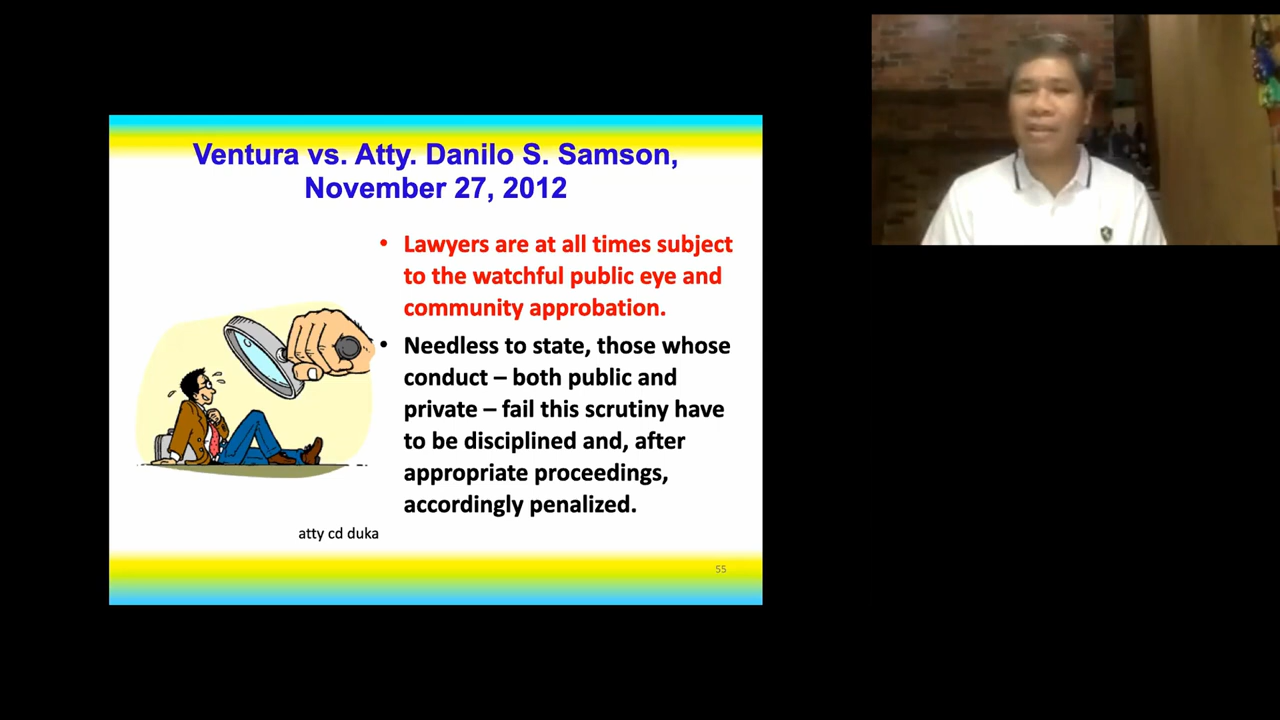 Ventura vs. Atty. Danilo S. Samson,
November 27, 2012
• Lawyers are at all times subject
to the watchful public eye and
community approbation.
• Needless to state, those whose
conduct – both public and
private – fail this scrutiny have
to be disciplined and, after
appropriate proceedings,
accordingly penalized.
atty cd duka
55